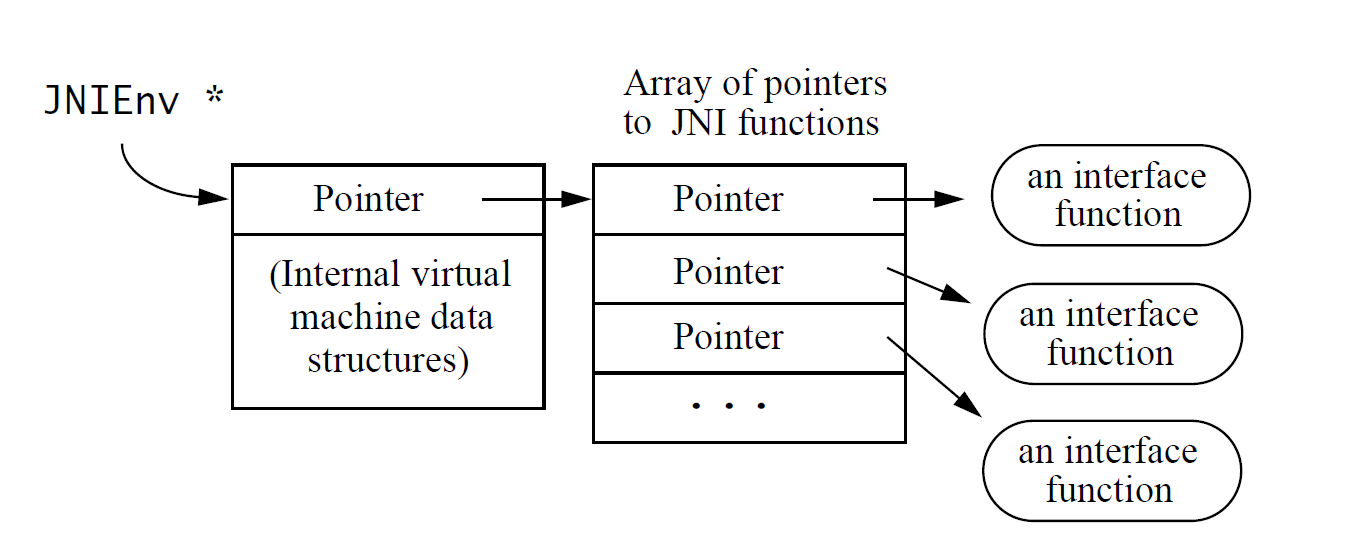 JNIEnv *
Array of pointers
to JNI functions
Pointer
(Internal virtual
machine data
structures)
Pointer
Pointer
Pointer
. . .
an interface
function
an interface
function
an interface
function